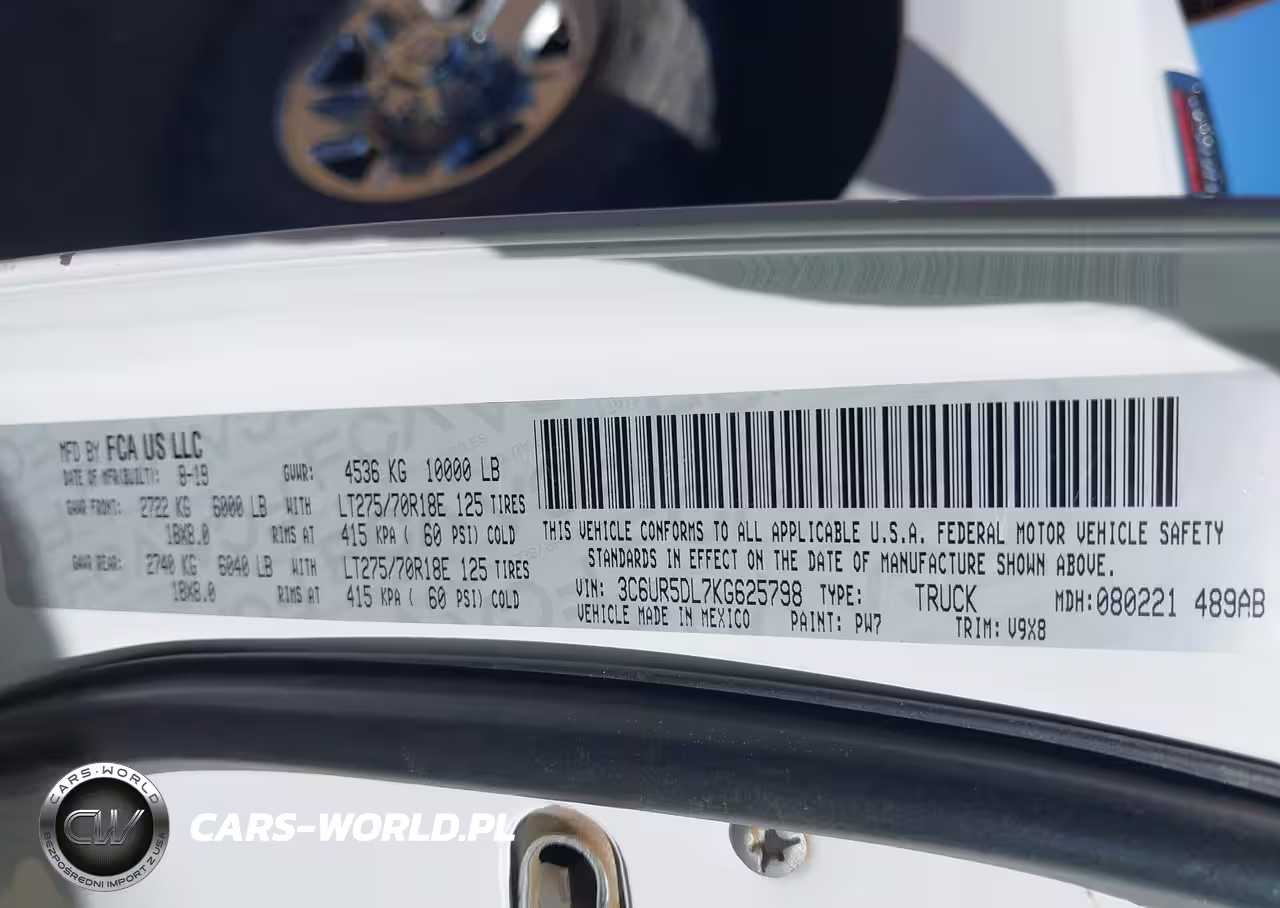 MFD BY FCA US LLC
DATE OF MFR(BUILT): 8-19 GVWR: 4536 KG 10000 LB
GAWR FRONT: 2722 KG 6000 LB WITH LT275/70R18E 125 TIRES
18X8.0 RIMS AT 415 KPA ( 60 PSI) COLD
GAWR REAR: 2740 KG 6040 LB WITH LT275/70R18E 125 TIRES
18X8.0 RIMS AT 415 KPA ( 60 PSI) COLD
THIS VEHICLE CONFORMS TO ALL APPLICABLE U.S.A. FEDERAL MOTOR VEHICLE SAFETY
STANDARDS IN EFFECT ON THE DATE OF MANUFACTURE SHOWN ABOVE.
VIN: 3C6UR5DL7KG625798 TYPE: TRUCK MDH:080221 489AB
VEHICLE MADE IN MEXICO PAINT: PW7 TRIM: V9X8
CARS-WORLD
CW
BEZPOŚREDNI IMPORT Z USA
CARS-WORLD.PL